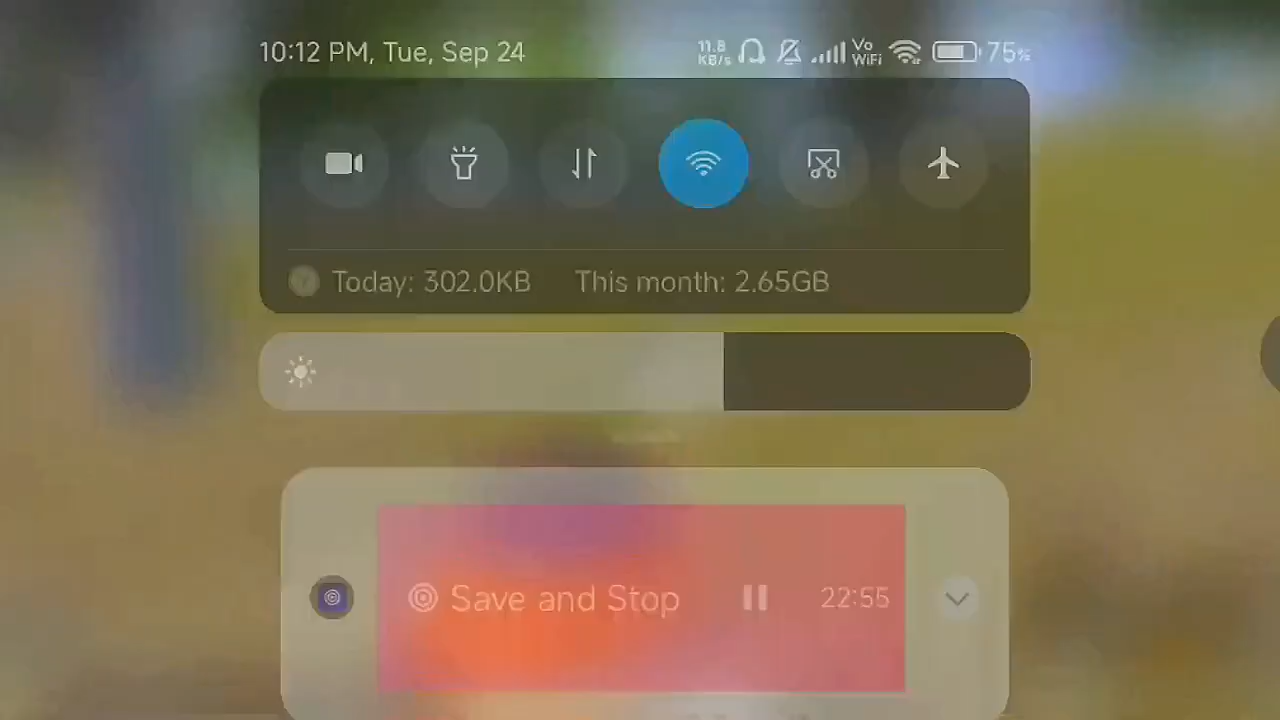 10:12 PM, Tue, Sep 24 11.8 KB/s Vo WiFi 75%
Today: 302.0KB This month: 2.65GB
Save and Stop 22:55